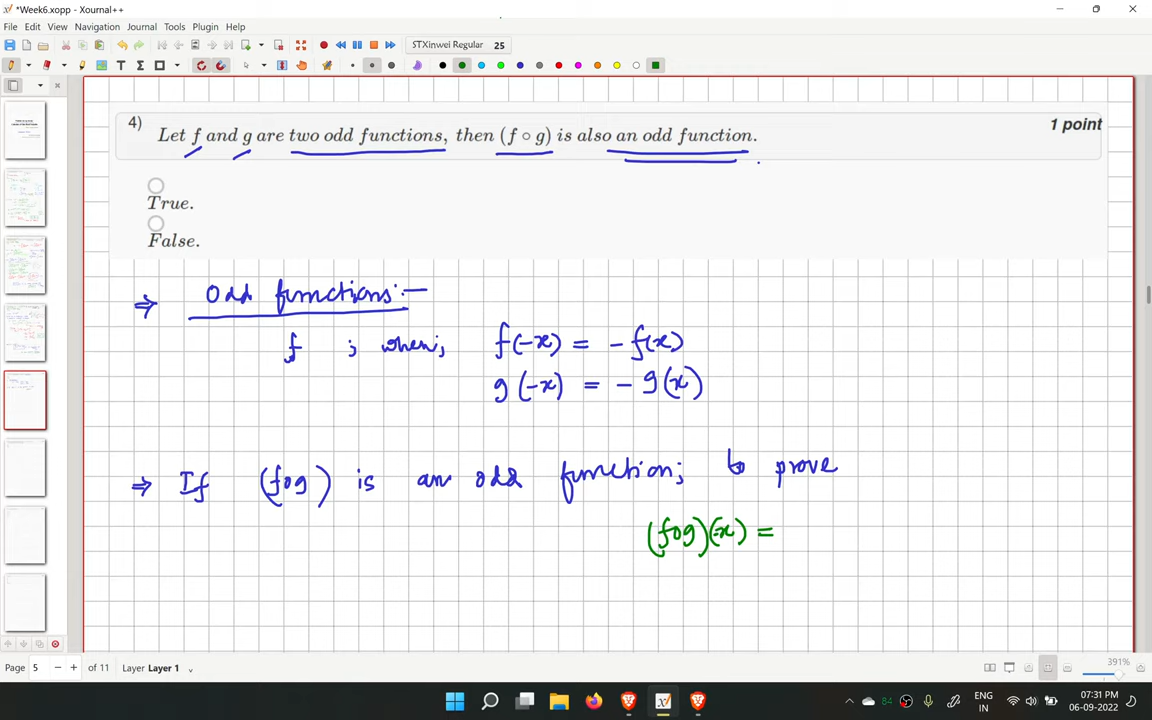 *Week6.xopp - Xournal++
File Edit View Navigation Journal Tools Plugin Help
STXinwei Regular 25
4) Let f and g are two odd functions, then (f ∘ g) is also an odd function. 1 point
True.
False.
⇒ Odd functions:-
f ; when; f(-x) = - f(x)
g(-x) = - g(x)
⇒ If (fog) is an odd function; to prove
(fog)(-x) =
Page 5 of 11 Layer Layer 1 391%
84 ENG IN 07:31 PM 06-09-2022